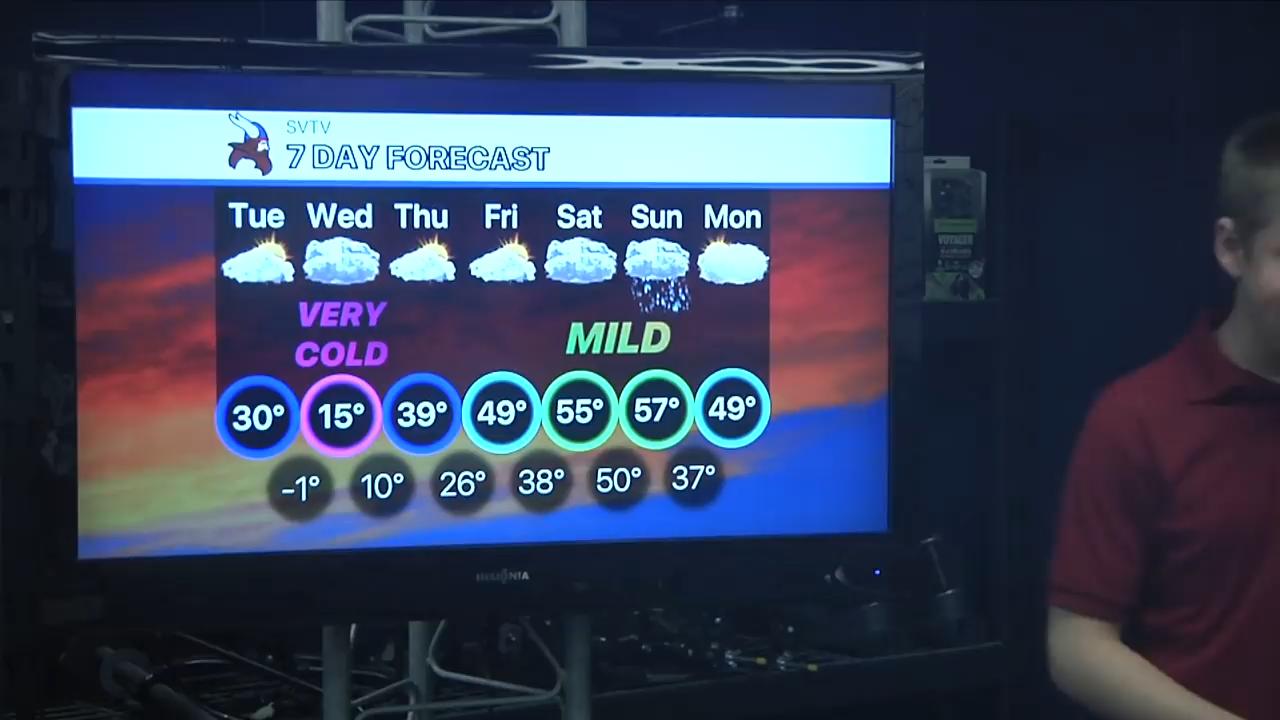 SVTV
7 DAY FORECAST
Tue Wed Thu Fri Sat Sun Mon
VERY
COLD
MILD
30° 15° 39° 49° 55° 57° 49°
-1° 10° 26° 38° 50° 37°
INSIGNIA
VOYAGER